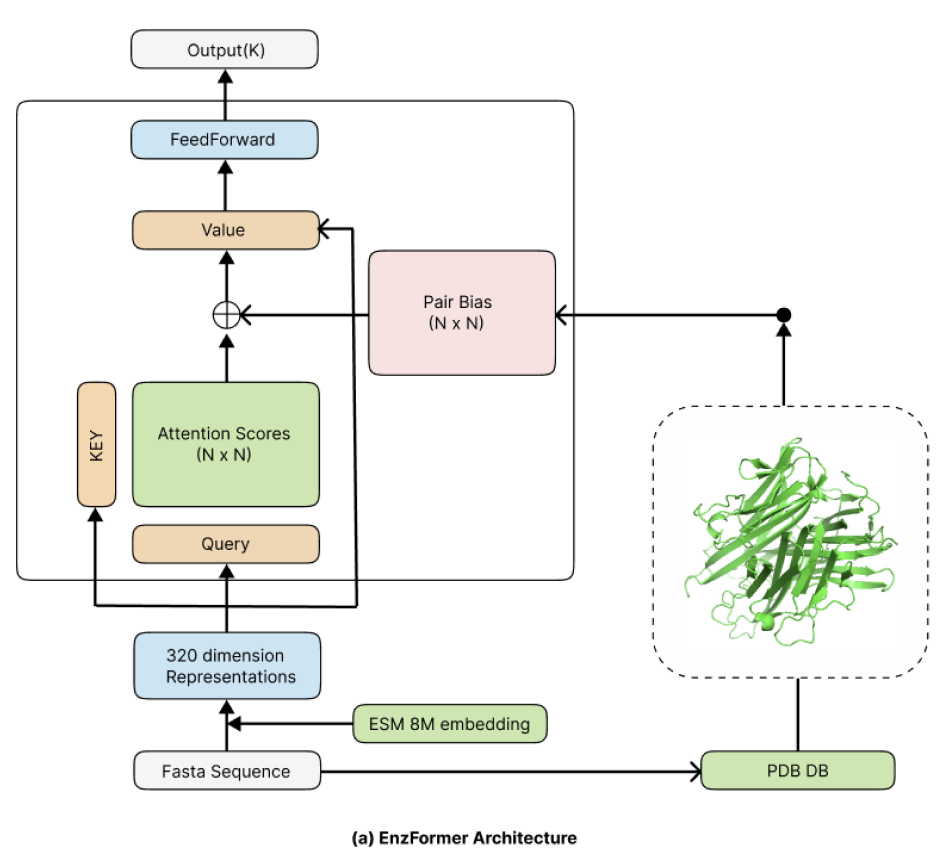 Output(K)
FeedForward
Value
Pair Bias
(N x N)
KEY
Attention Scores
(N x N)
Query
320 dimension
Representations
ESM 8M embedding
Fasta Sequence
PDB DB
(a) EnzFormer Architecture